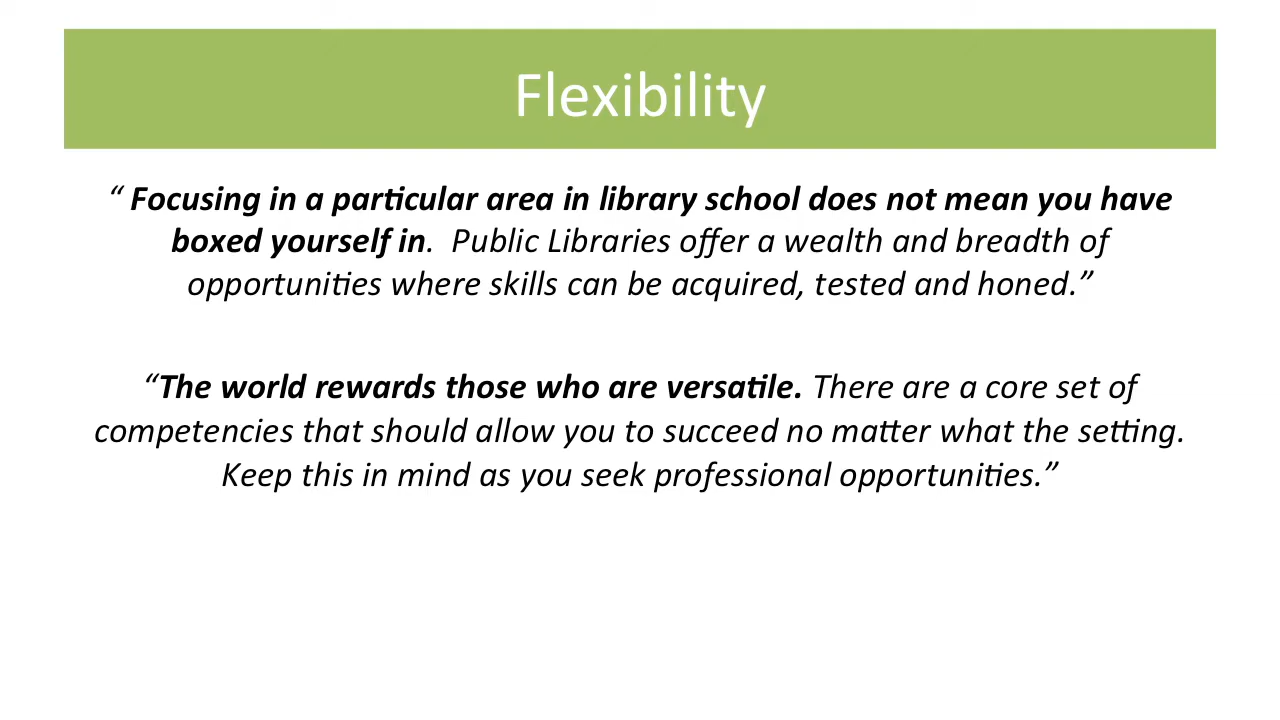 Flexibility
“ Focusing in a particular area in library school does not mean you have
boxed yourself in.  Public Libraries offer a wealth and breadth of
opportunities where skills can be acquired, tested and honed.”
“The world rewards those who are versatile. There are a core set of
competencies that should allow you to succeed no matter what the setting.
Keep this in mind as you seek professional opportunities.”